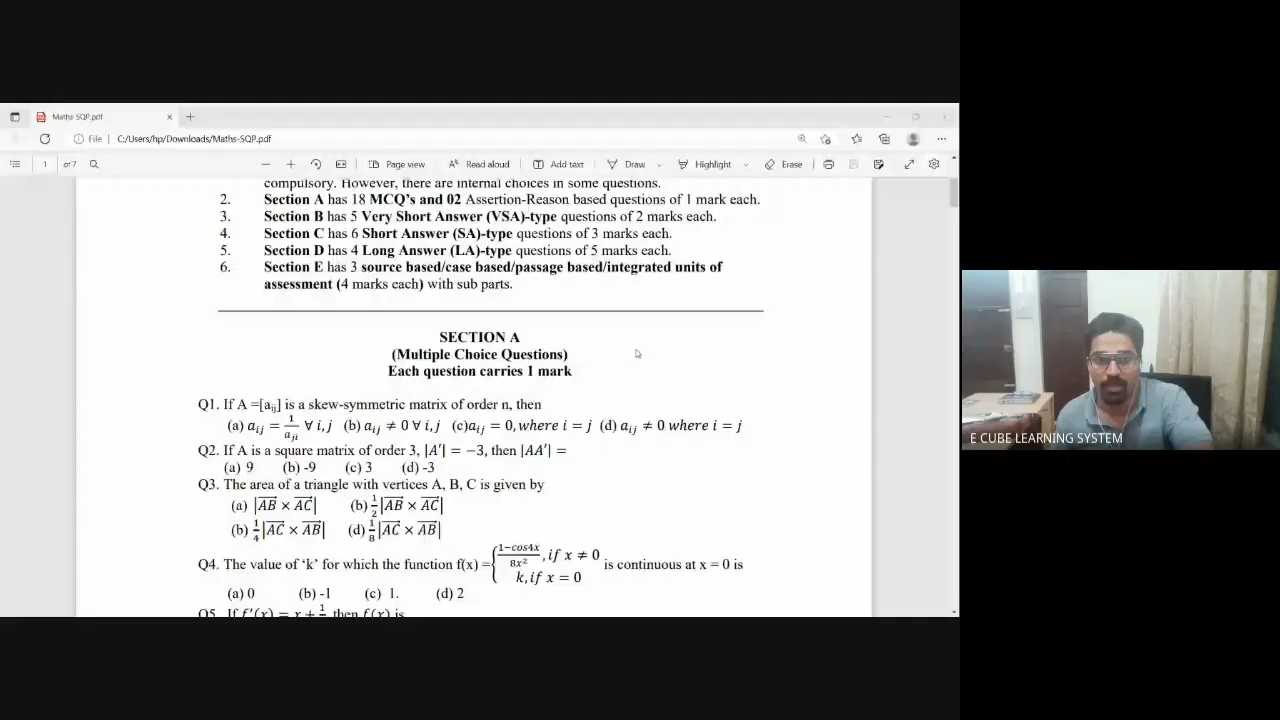 Maths-SQP.pdf
File C:/Users/hp/Downloads/Maths-SQP.pdf
1 of 7 Page view Read aloud Add text Draw Highlight Erase
compulsory. However, there are internal choices in some questions.
2. Section A has 18 MCQ's and 02 Assertion-Reason based questions of 1 mark each.
3. Section B has 5 Very Short Answer (VSA)-type questions of 2 marks each.
4. Section C has 6 Short Answer (SA)-type questions of 3 marks each.
5. Section D has 4 Long Answer (LA)-type questions of 5 marks each.
6. Section E has 3 source based/case based/passage based/integrated units of
assessment (4 marks each) with sub parts.
SECTION A
(Multiple Choice Questions)
Each question carries 1 mark
Q1. If A =[aᵢⱼ] is a skew-symmetric matrix of order n, then
(a) aᵢⱼ = 1/aⱼᵢ ∀ i,j (b) aᵢⱼ ≠ 0 ∀ i,j (c)aᵢⱼ = 0, where i = j (d) aᵢⱼ ≠ 0 where i = j
Q2. If A is a square matrix of order 3, |A'| = −3, then |AA'| =
(a) 9 (b) -9 (c) 3 (d) -3
Q3. The area of a triangle with vertices A, B, C is given by
(a) |AB × AC| (b) 1/2 |AB × AC|
(b) 1/4 |AC × AB| (d) 1/8 |AC × AB|
Q4. The value of 'k' for which the function f(x) = { 1−cos4x/8x², if x ≠ 0 k, if x = 0 is continuous at x = 0 is
(a) 0 (b) -1 (c) 1. (d) 2
Q5. If f'(x) = x + 1/ then f(x) is
E CUBE LEARNING SYSTEM